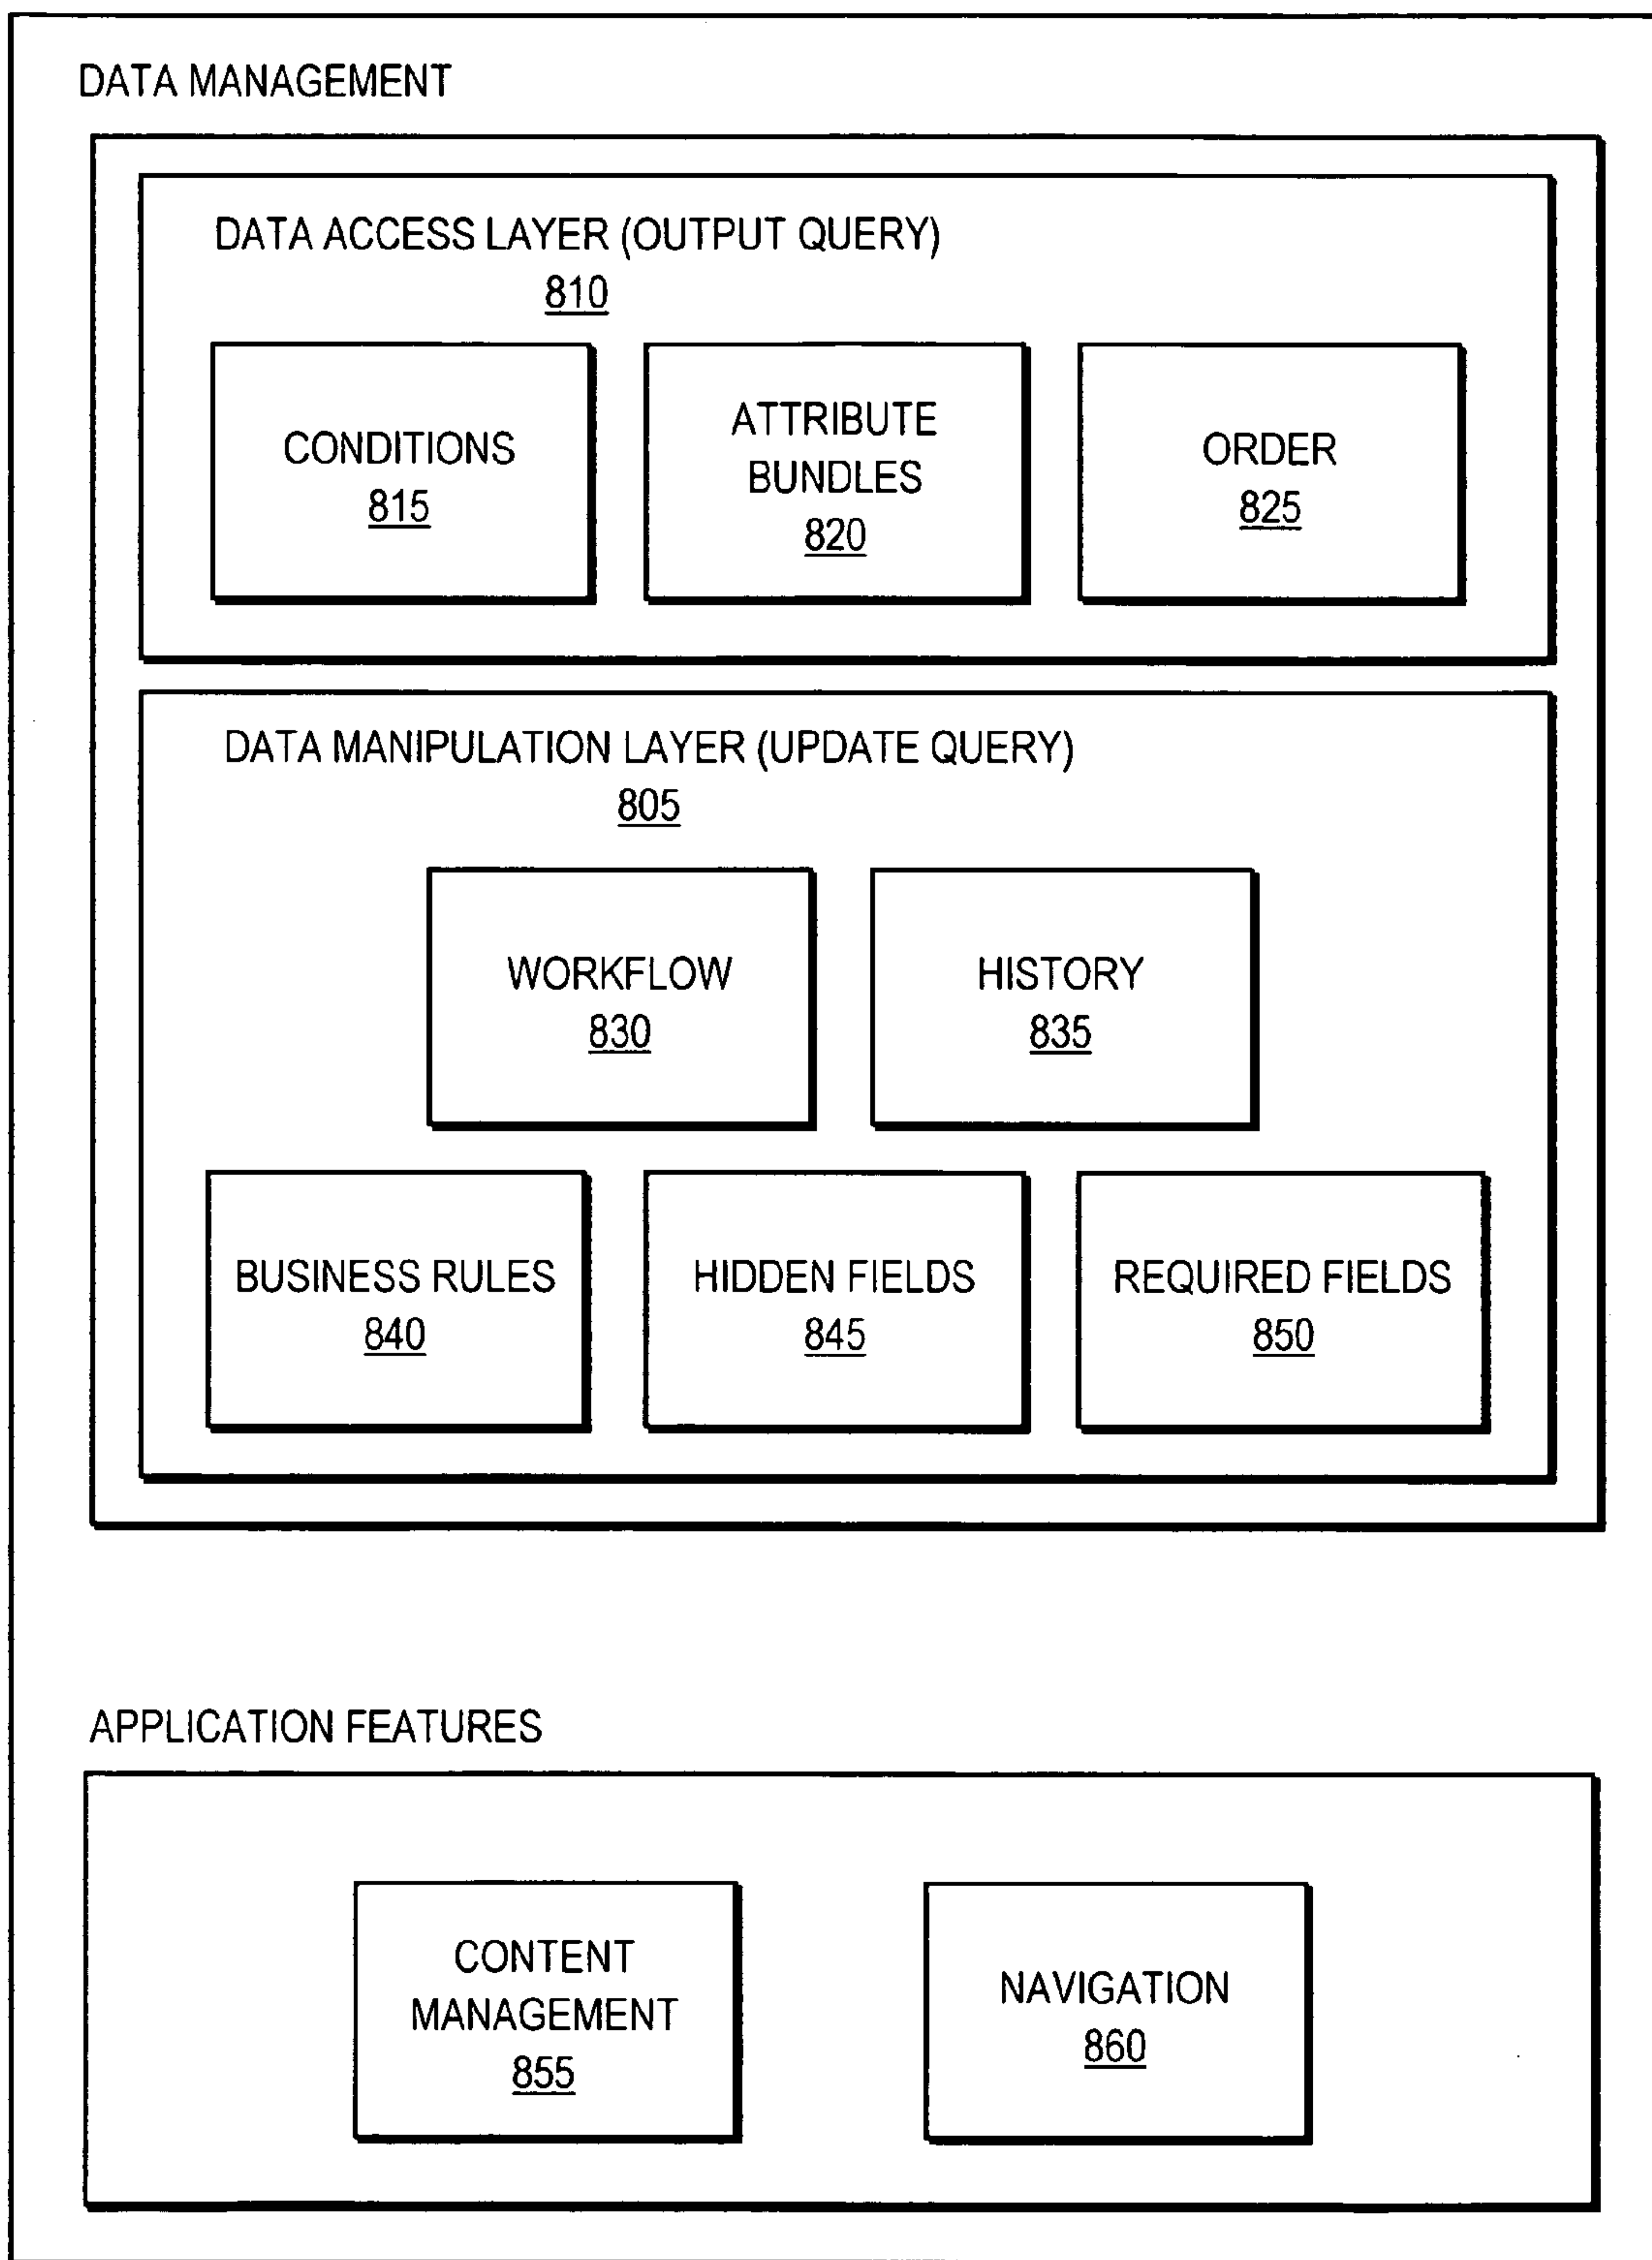 DATA MANAGEMENT
DATA ACCESS LAYER (OUTPUT QUERY)
810
CONDITIONS
815
ATTRIBUTE
BUNDLES
820
ORDER
825
DATA MANIPULATION LAYER (UPDATE QUERY)
805
WORKFLOW
830
HISTORY
835
BUSINESS RULES
840
HIDDEN FIELDS
845
REQUIRED FIELDS
850
APPLICATION FEATURES
CONTENT
MANAGEMENT
855
NAVIGATION
860